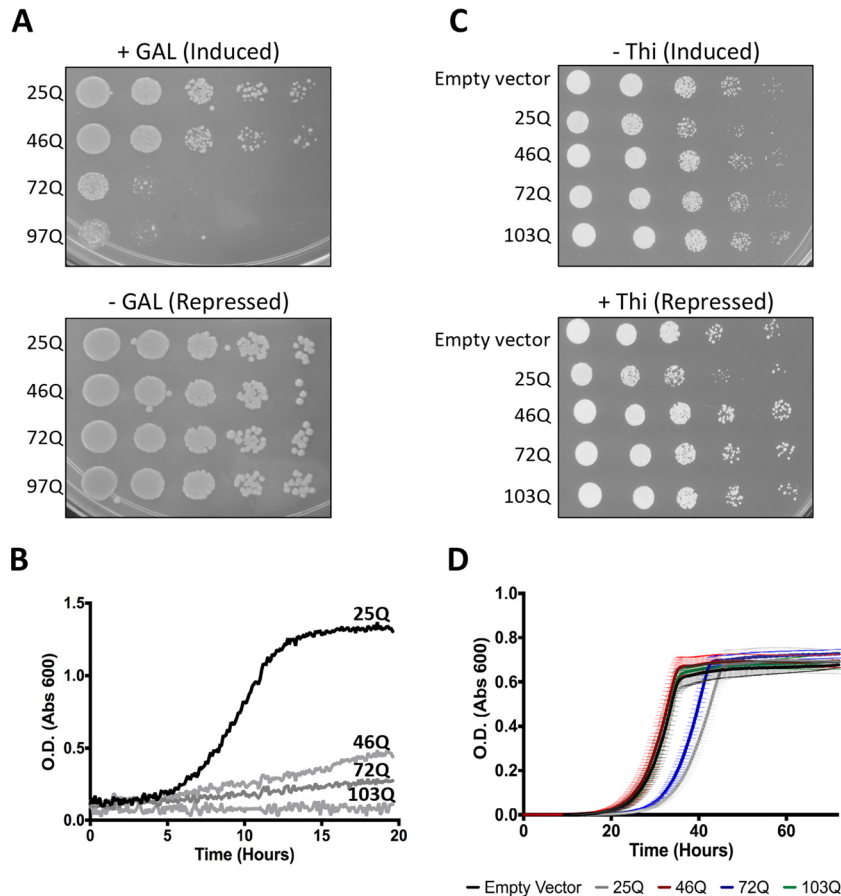 A
+ GAL (Induced)
25Q
46Q
72Q
97Q
- GAL (Repressed)
25Q
46Q
72Q
97Q
C
- Thi (Induced)
Empty vector
25Q
46Q
72Q
103Q
+ Thi (Repressed)
Empty vector
25Q
46Q
72Q
103Q
B
O.D. (Abs 600)
1.5
1.0
0.5
0.0
25Q
46Q
72Q
103Q
0 5 10 15 20
Time (Hours)
D
O.D. (Abs 600)
1.0
0.8
0.6
0.4
0.2
0.0
0 20 40 60
Time (Hours)
Empty Vector 25Q 46Q 72Q 103Q